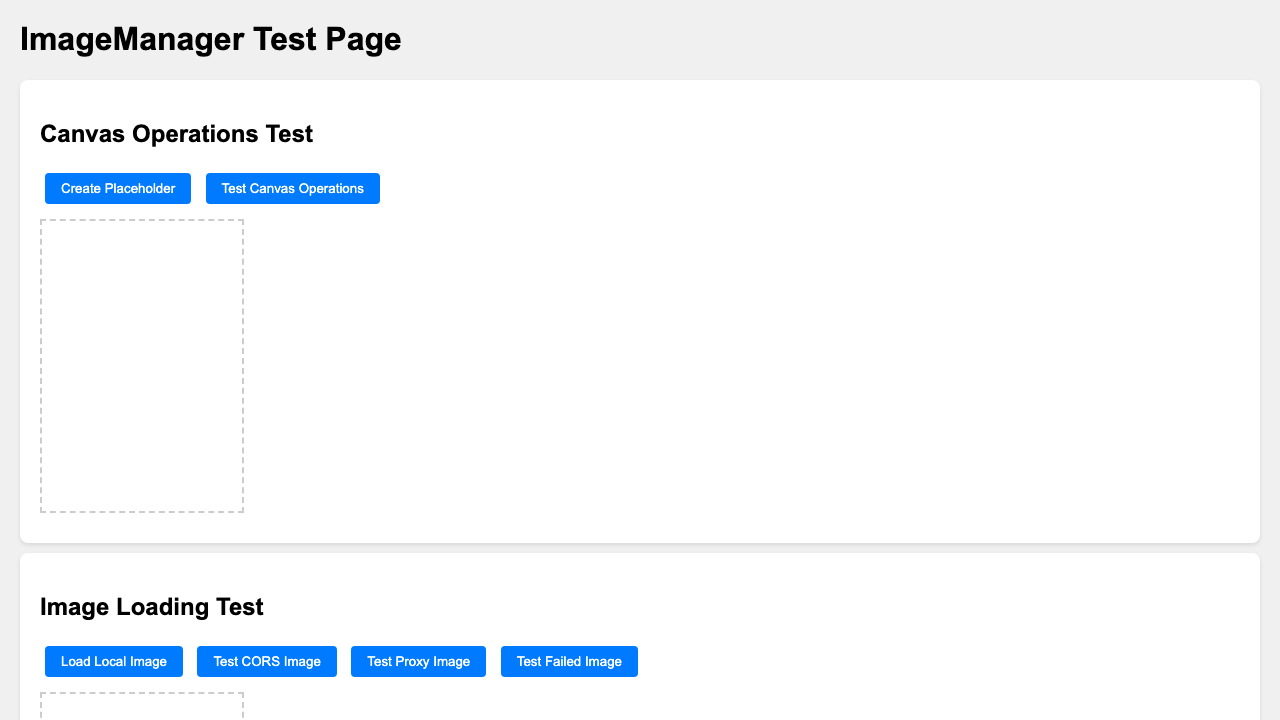 ImageManager Test Page
Canvas Operations Test
Create Placeholder Test Canvas Operations
Image Loading Test
Load Local Image Test CORS Image Test Proxy Image Test Failed Image